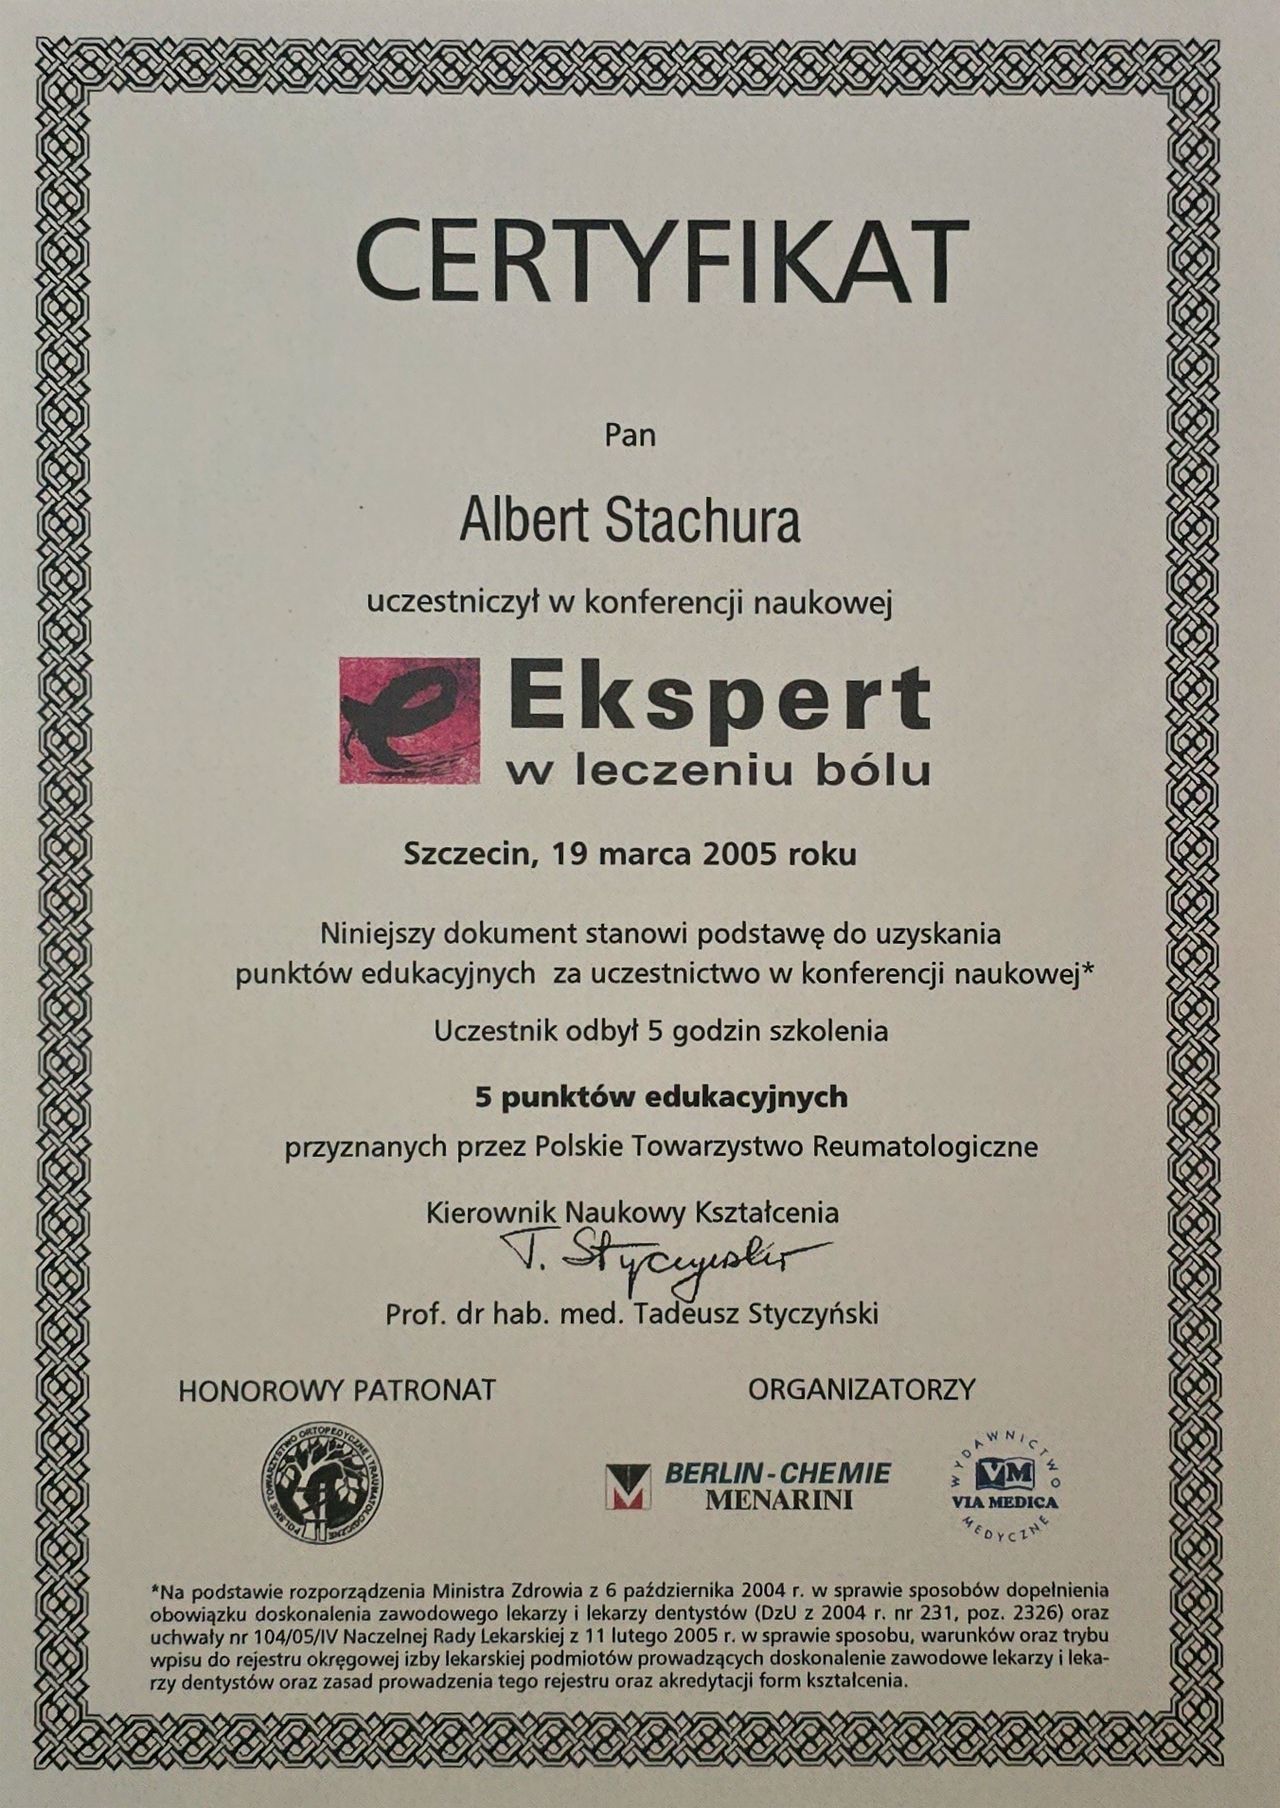 CERTYFIKAT
Pan
Albert Stachura
uczestniczył w konferencji naukowej
e Ekspert
w leczeniu bólu
Szczecin, 19 marca 2005 roku
Niniejszy dokument stanowi podstawę do uzyskania
punktów edukacyjnych za uczestnictwo w konferencji naukowej*
Uczestnik odbył 5 godzin szkolenia
5 punktów edukacyjnych
przyznanych przez Polskie Towarzystwo Reumatologiczne
Kierownik Naukowy Kształcenia
T. Styczyński
Prof. dr hab. med. Tadeusz Styczyński
HONOROWY PATRONAT
ORGANIZATORZY
POLSKIE TOWARZYSTWO ORTOPEDYCZNE I TRAUMATOLOGICZNE
BERLIN-CHEMIE
MENARINI
WYDAWNICTWO
VM
VIA MEDICA
MEDYCZNE
*Na podstawie rozporządzenia Ministra Zdrowia z 6 października 2004 r. w sprawie sposobów dopełnienia
obowiązku doskonalenia zawodowego lekarzy i lekarzy dentystów (DzU z 2004 r. nr 231, poz. 2326) oraz
uchwały nr 104/05/IV Naczelnej Rady Lekarskiej z 11 lutego 2005 r. w sprawie sposobu, warunków oraz trybu
wpisu do rejestru okręgowej izby lekarskiej podmiotów prowadzących doskonalenie zawodowe lekarzy i leka-
rzy dentystów oraz zasad prowadzenia tego rejestru oraz akredytacji form kształcenia.